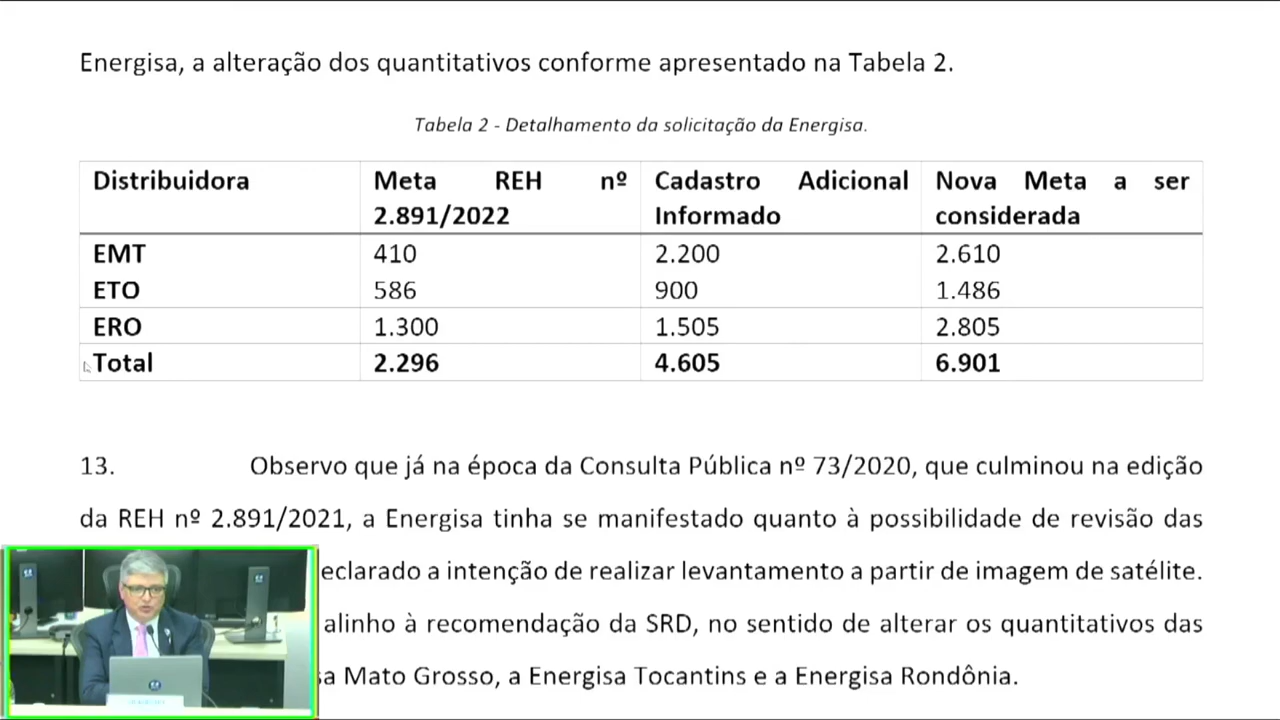 Energisa, a alteração dos quantitativos conforme apresentado na Tabela 2.
Tabela 2 - Detalhamento da solicitação da Energisa.
Distribuidora Meta REH nº 2.891/2022 Cadastro Adicional Informado Nova Meta a ser considerada
EMT 410 2.200 2.610
ETO 586 900 1.486
ERO 1.300 1.505 2.805
Total 2.296 4.605 6.901
13. Observo que já na época da Consulta Pública nº 73/2020, que culminou na edição
da REH nº 2.891/2021, a Energisa tinha se manifestado quanto à possibilidade de revisão das
eclarado a intenção de realizar levantamento a partir de imagem de satélite.
alinho à recomendação da SRD, no sentido de alterar os quantitativos das
sa Mato Grosso, a Energisa Tocantins e a Energisa Rondônia.